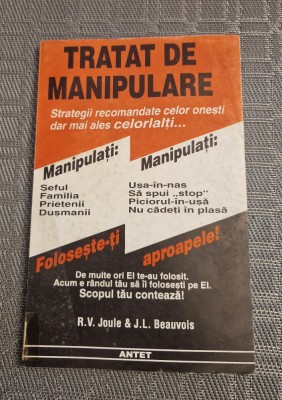 TRATAT DE
MANIPULARE
Strategii recomandate celor onești
dar mai ales celorlalți...
Manipulați:
Șeful
Familia
Prietenii
Dușmanii
Manipulați:
Usa-în-nas
Să spui „stop”
Piciorul-în-ușă
Nu cădeți în plasă
Folosește-ți
aproapele!
De multe ori El te-au folosit.
Acum e rândul tău să îi folosești pe El.
Scopul tău contează!
R.V. Joule & J.L. Beauvois
ANTET